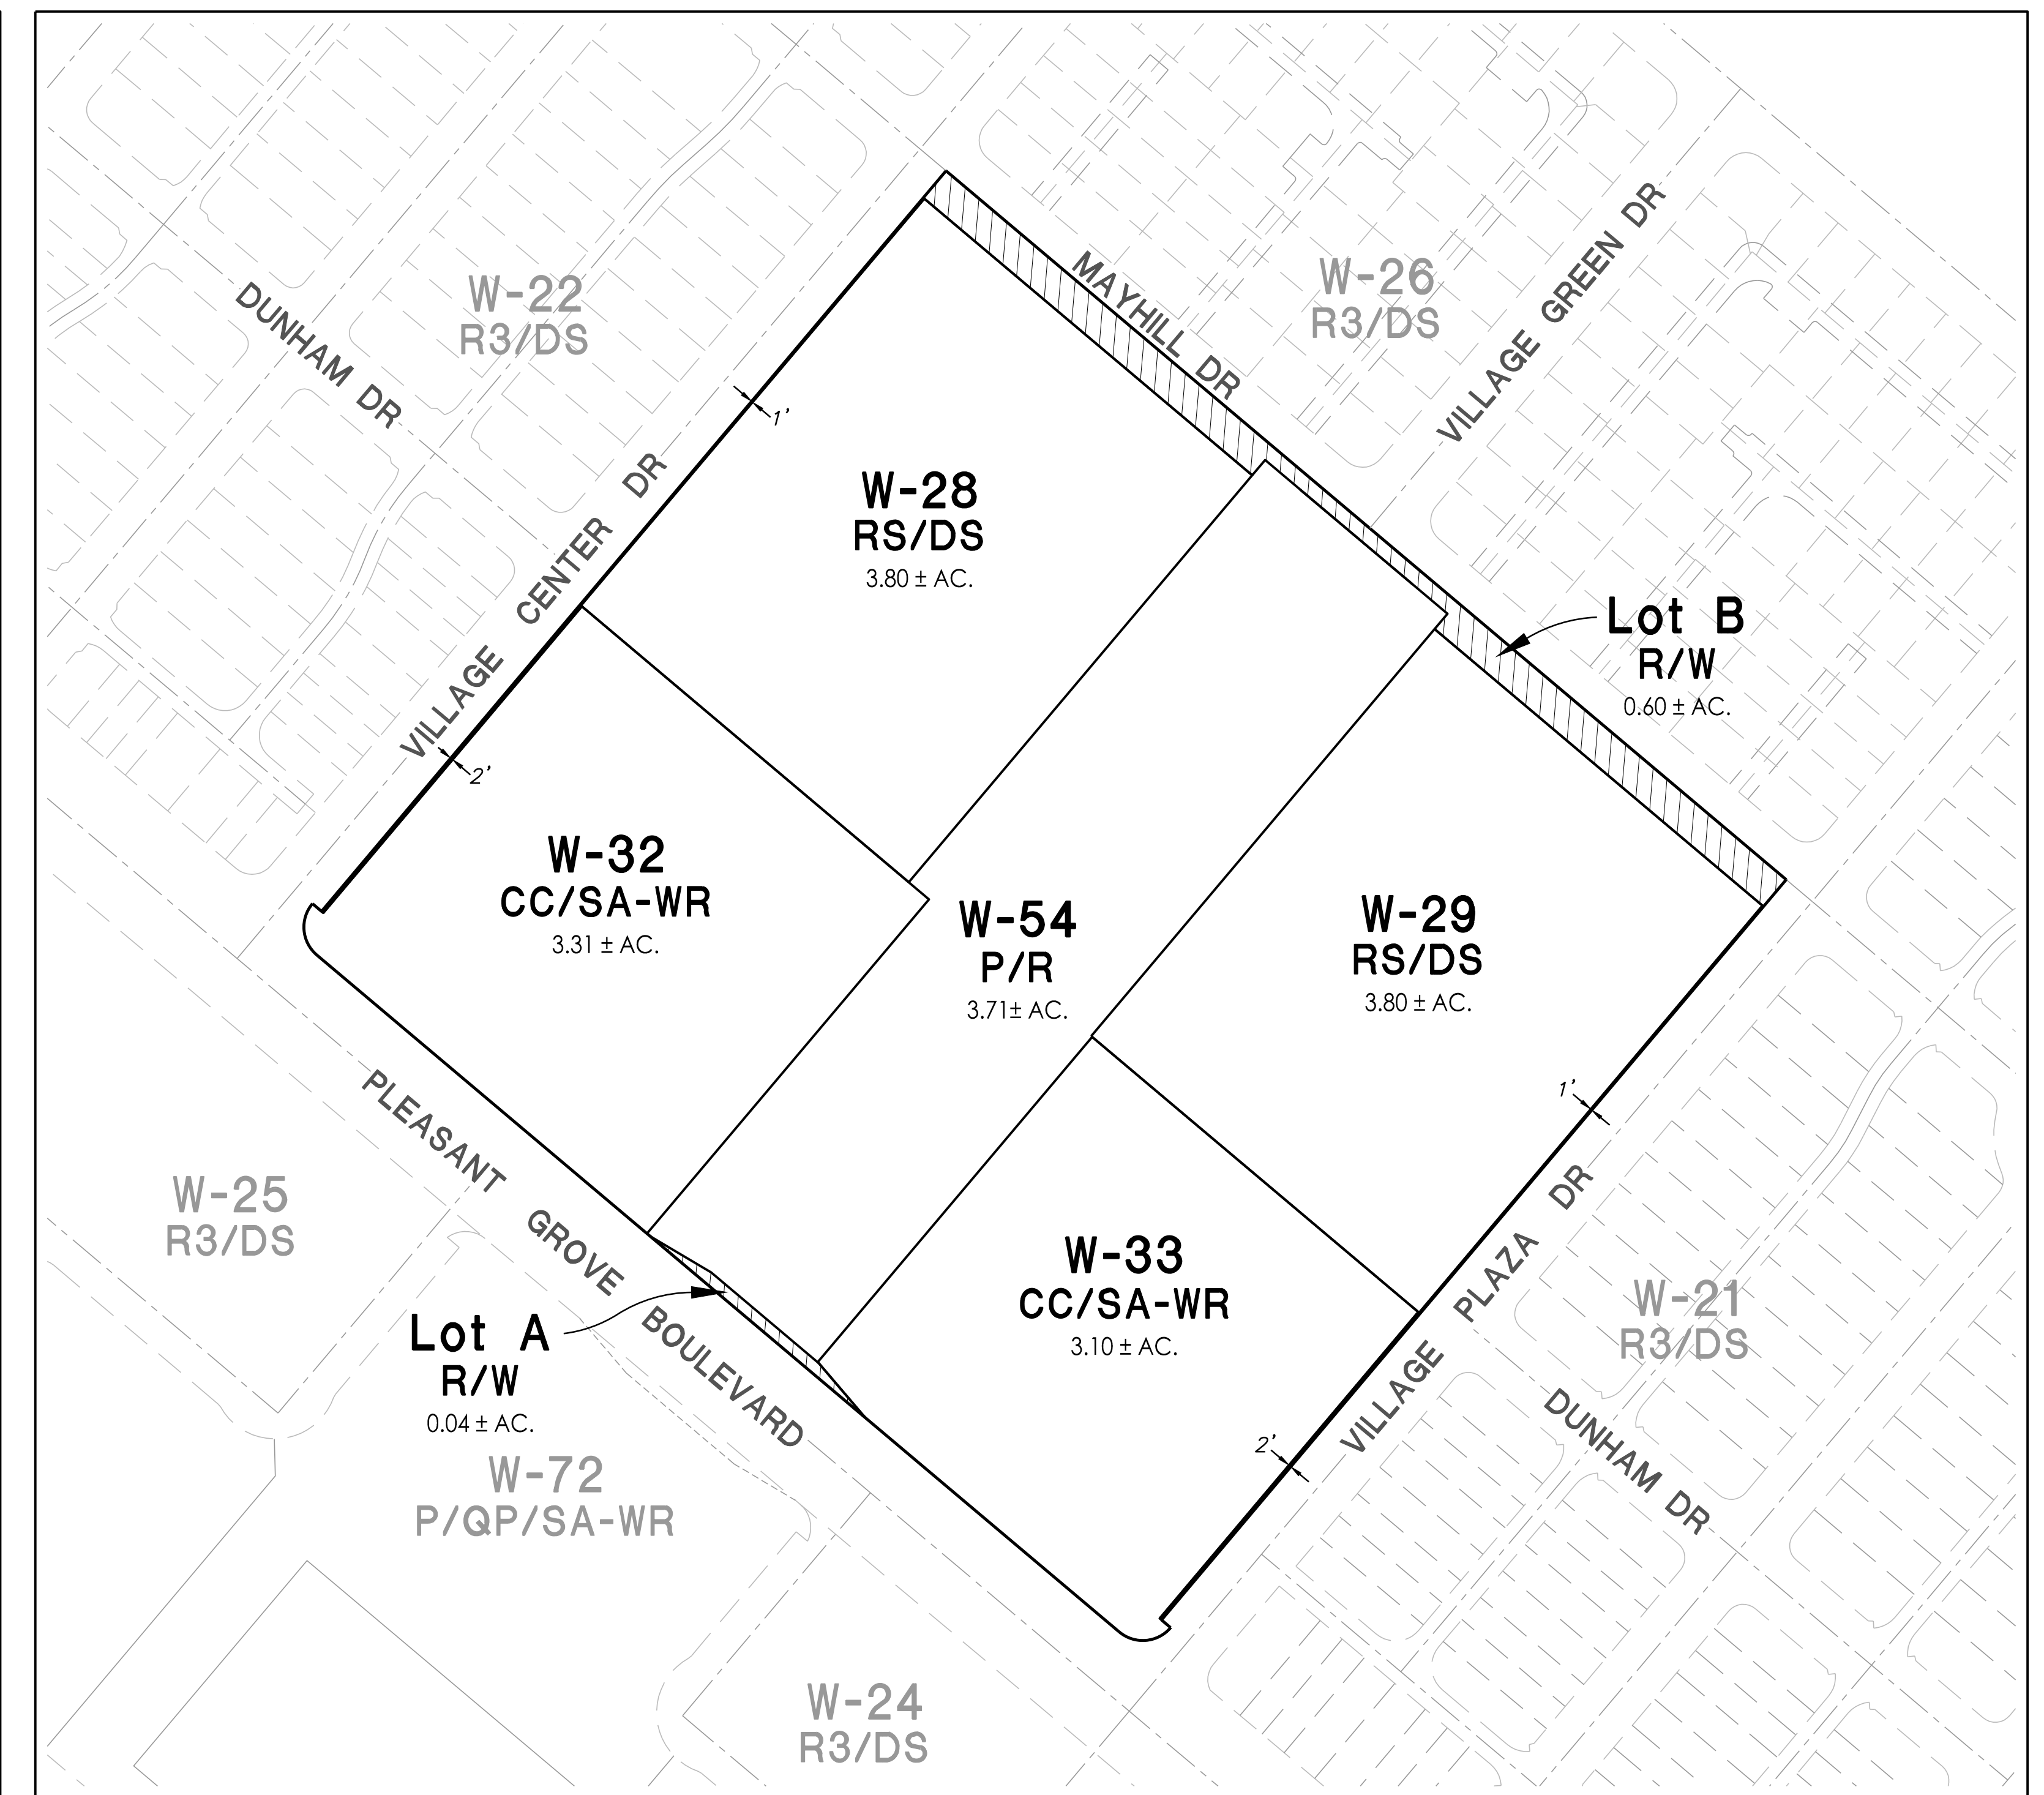 VILLAGE GREEN DR
MAYHILL DR
W-26
R3/DS
W-22
R3/DS
DUNHAM DR
1'
VILLAGE CENTER DR
W-28
RS/DS
3.80 ± AC.
Lot B
R/W
0.60 ± AC.
2'
W-32
CC/SA-WR
3.31 ± AC.
W-54
P/R
3.71± AC.
W-29
RS/DS
3.80 ± AC.
1'
PLEASANT GROVE BOULEVARD
W-25
R3/DS
VILLAGE PLAZA DR
W-33
CC/SA-WR
3.10 ± AC.
W-21
R3/DS
Lot A
R/W
0.04 ± AC.
DUNHAM DR
2'
W-72
P/QP/SA-WR
W-24
R3/DS